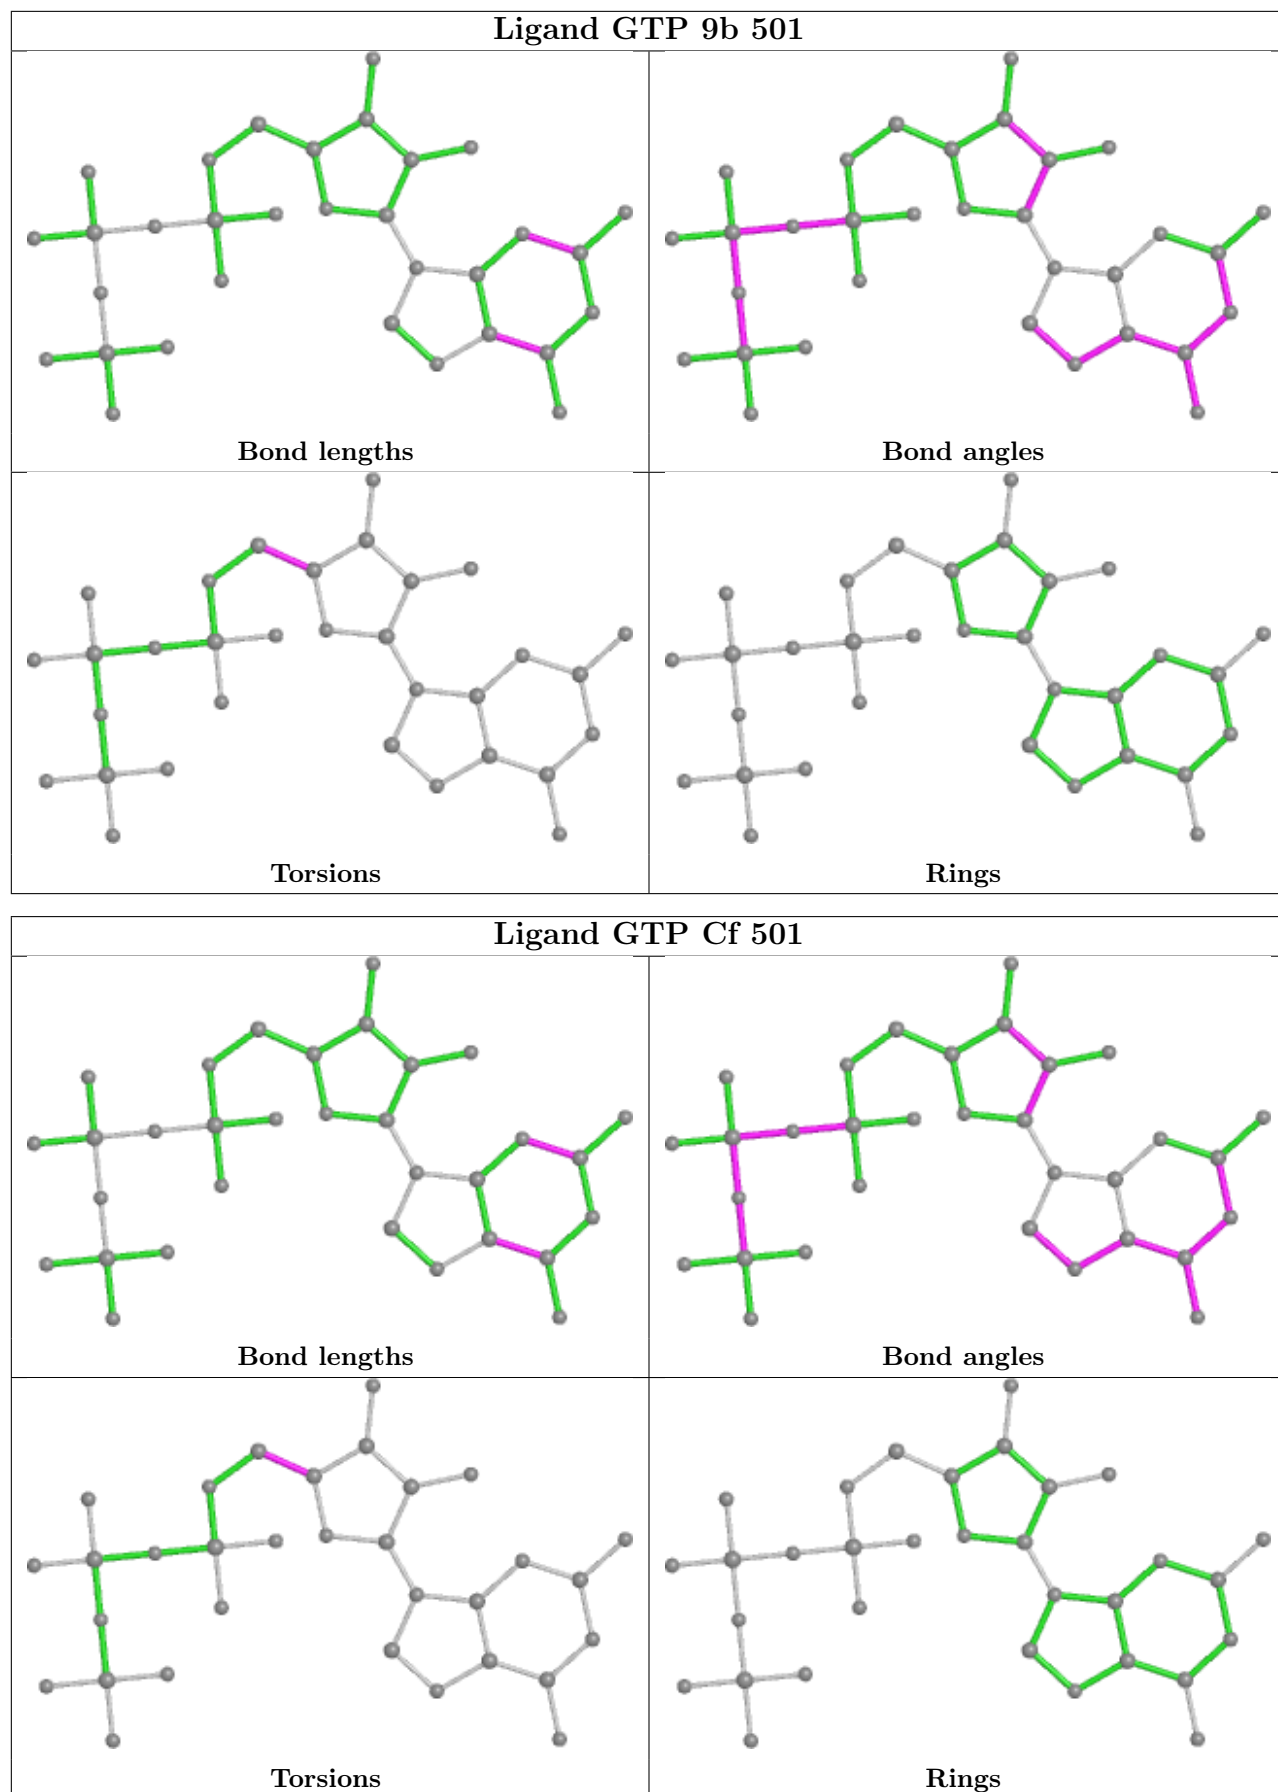 Ligand GTP 9b 501
Bond lengths
Bond angles
Torsions
Rings
Ligand GTP Cf 501
Bond lengths
Bond angles
Torsions
Rings